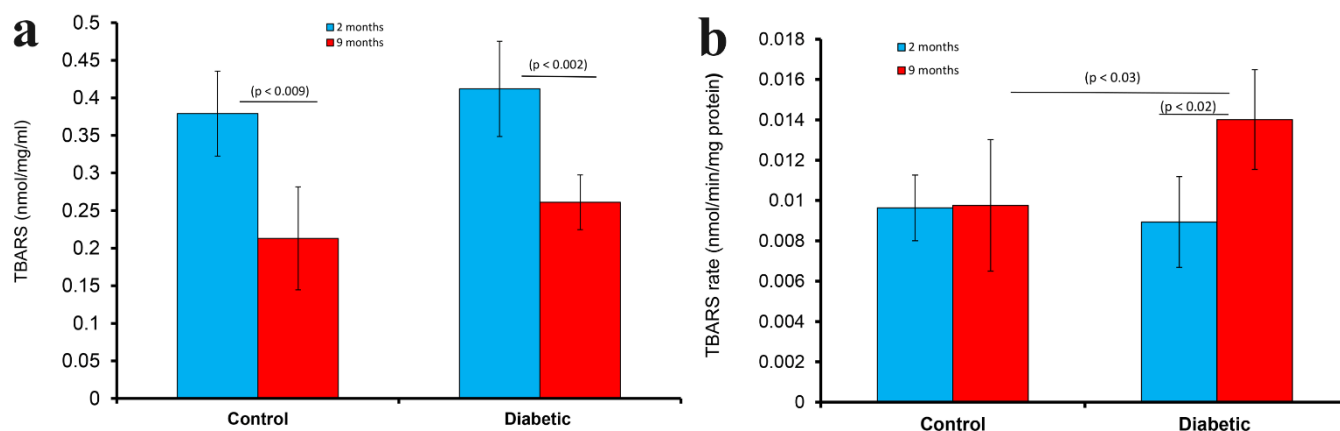 a
2 months
9 months
TBARS (nmol/mg/ml)
0.5
0.45
0.4
0.35
0.3
0.25
0.2
0.15
0.1
0.05
0
(p < 0.009)
(p < 0.002)
Control
Diabetic
b
2 months
9 months
TBARS rate (nmol/min/mg protein)
0.018
0.016
0.014
0.012
0.01
0.008
0.006
0.004
0.002
0
(p < 0.03)
(p < 0.02)
Control
Diabetic